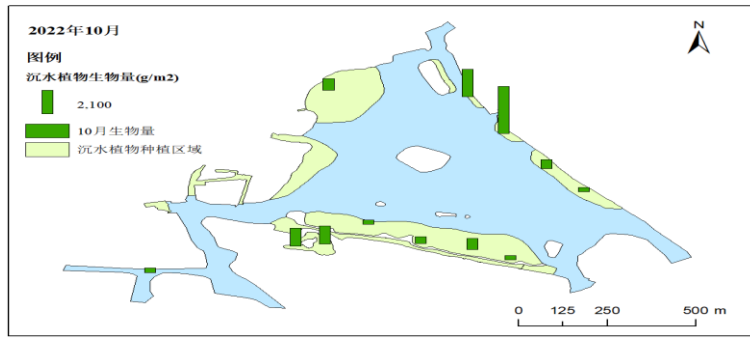 2022年10月
图例
沉水植物生物量(g/m2)
2,100
10月生物量
沉水植物种植区域
N
0 125 250 500 m